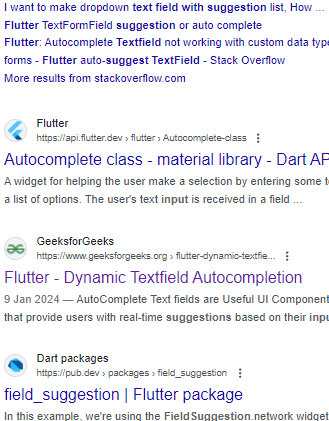 I want to make dropdown text field with suggestion list, How ...
Flutter TextFormField suggestion or auto complete
Flutter: Autocomplete Textfield not working with custom data type
forms - Flutter auto-suggest TextField - Stack Overflow
More results from stackoverflow.com
Flutter
https://api.flutter.dev › flutter › Autocomplete-class
Autocomplete class - material library - Dart AP
A widget for helping the user make a selection by entering some t
a list of options. The user's text input is received in a field ...
GeeksforGeeks
https://www.geeksforgeeks.org › flutter-dynamic-textfie...
Flutter - Dynamic Textfield Autocompletion
9 Jan 2024 — AutoComplete Text fields are Useful UI Component
that provide users with real-time suggestions based on their inpu
Dart packages
https://pub.dev › packages › field_suggestion
field_suggestion | Flutter package
In this example, we're using the FieldSuggestion.network widget